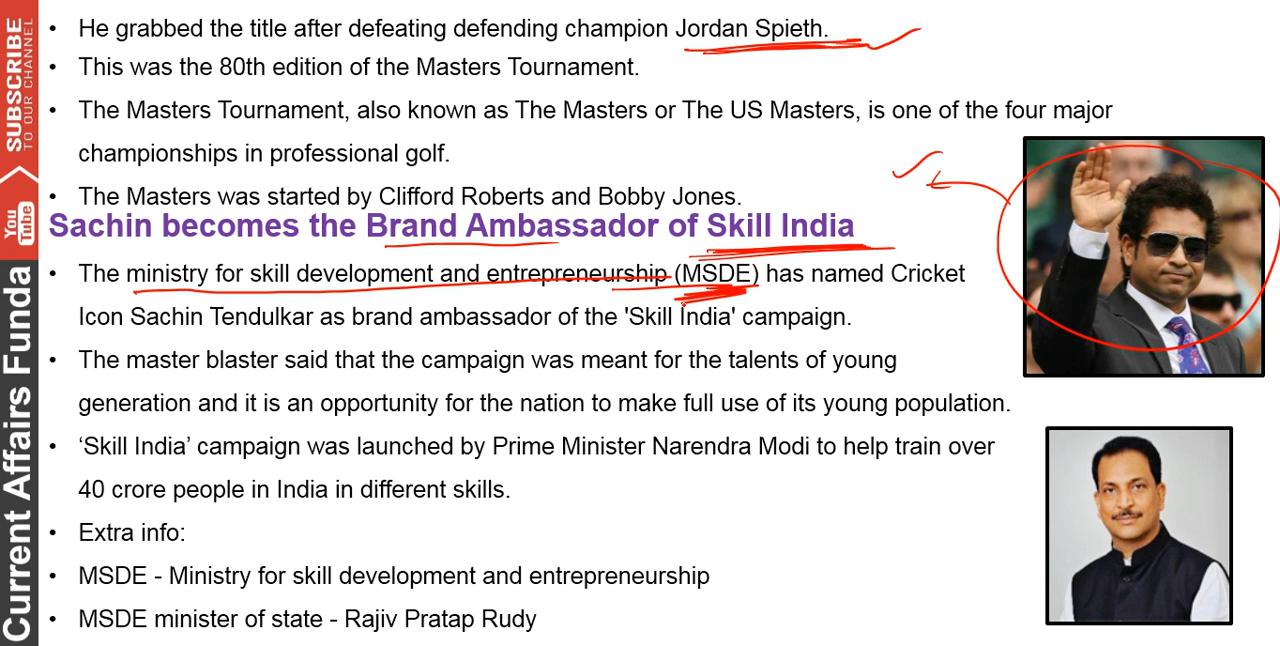 SUBSCRIBE
TO OUR CHANNEL
You Tube
Current Affairs Funda
• He grabbed the title after defeating defending champion Jordan Spieth.
• This was the 80th edition of the Masters Tournament.
• The Masters Tournament, also known as The Masters or The US Masters, is one of the four major
championships in professional golf.
• The Masters was started by Clifford Roberts and Bobby Jones.
Sachin becomes the Brand Ambassador of Skill India
• The ministry for skill development and entrepreneurship (MSDE) has named Cricket
Icon Sachin Tendulkar as brand ambassador of the 'Skill India' campaign.
• The master blaster said that the campaign was meant for the talents of young
generation and it is an opportunity for the nation to make full use of its young population.
• ‘Skill India’ campaign was launched by Prime Minister Narendra Modi to help train over
40 crore people in India in different skills.
• Extra info:
• MSDE - Ministry for skill development and entrepreneurship
• MSDE minister of state - Rajiv Pratap Rudy